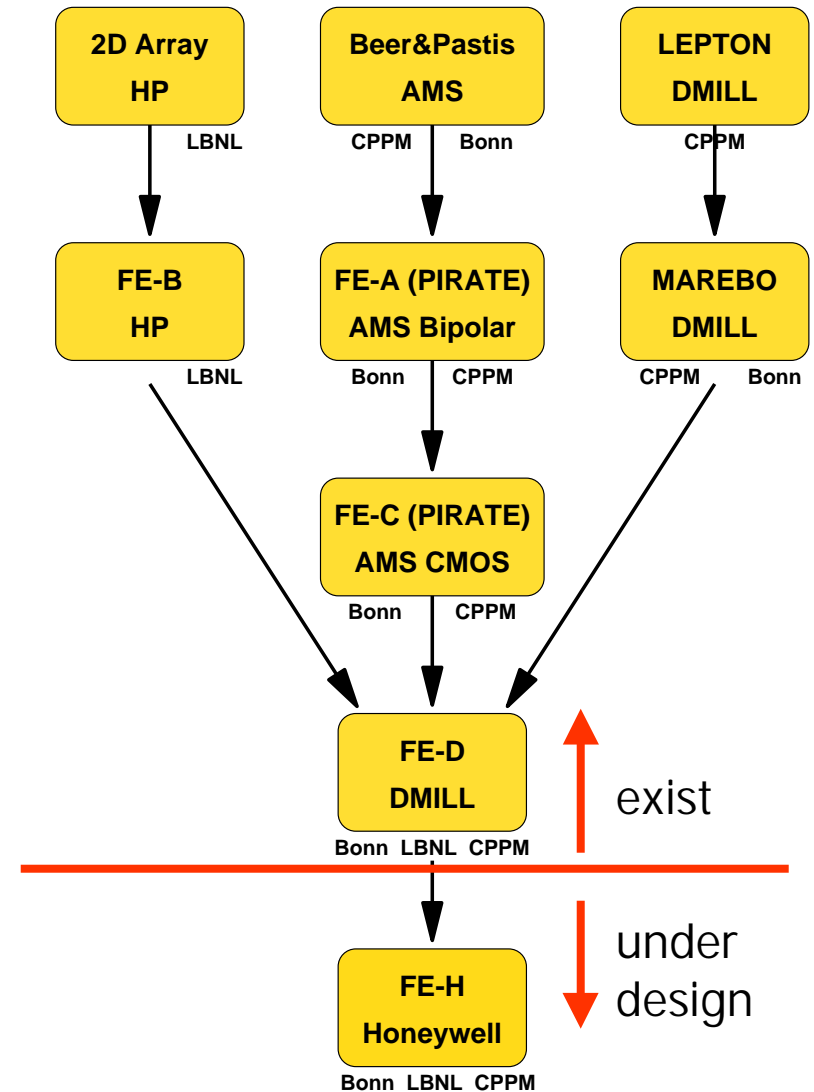 2D Array
HP
LBNL
Beer&Pastis
AMS
CPPM Bonn
LEPTON
DMILL
CPPM
FE-B
HP
LBNL
FE-A (PIRATE)
AMS Bipolar
Bonn CPPM
MAREBO
DMILL
CPPM Bonn
FE-C (PIRATE)
AMS CMOS
Bonn CPPM
FE-D
DMILL
Bonn LBNL CPPM
exist
under
design
FE-H
Honeywell
Bonn LBNL CPPM